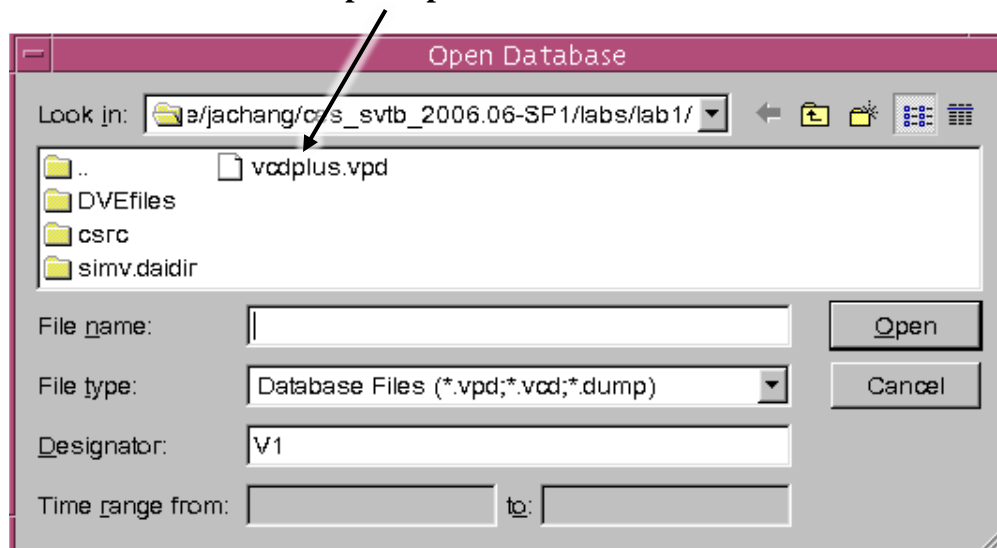 Open Database
Look in: e/jachang/ces_svtb_2006.06-SP1/labs/lab1/
.. vcdplus.vpd
DVEfiles
csrc
simv.daidir
File name: Open
File type: Database Files (*.vpd;*.vcd;*.dump) Cancel
Designator: V1
Time range from: to: